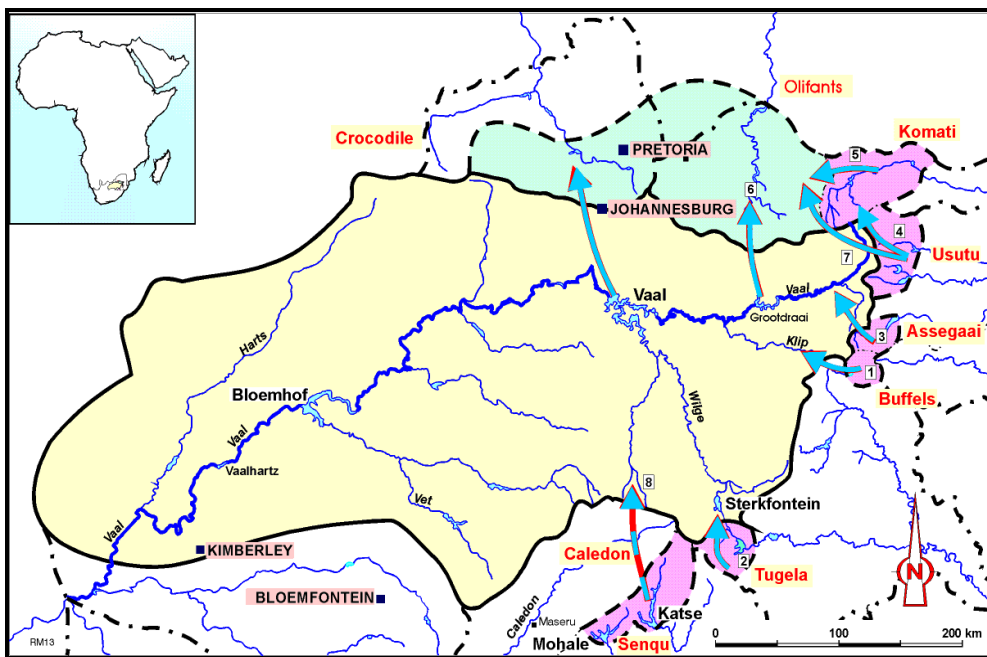 Olifants
Crocodile
Komati
PRETORIA
5
6
JOHANNESBURG
4
7
Usutu
Vaal
Vaal
Grootdraai
Assegaai
3
Harts
Klip
1
Buffels
Bloemhof
Wilge
Vaal
Vaalhartz
8
Vet
Sterkfontein
Vaal
KIMBERLEY
Caledon
2
Tugela
N
BLOEMFONTEIN
Caledon
Maseru
Katse
RM13
Mohale
Senqu
0 100 200 km